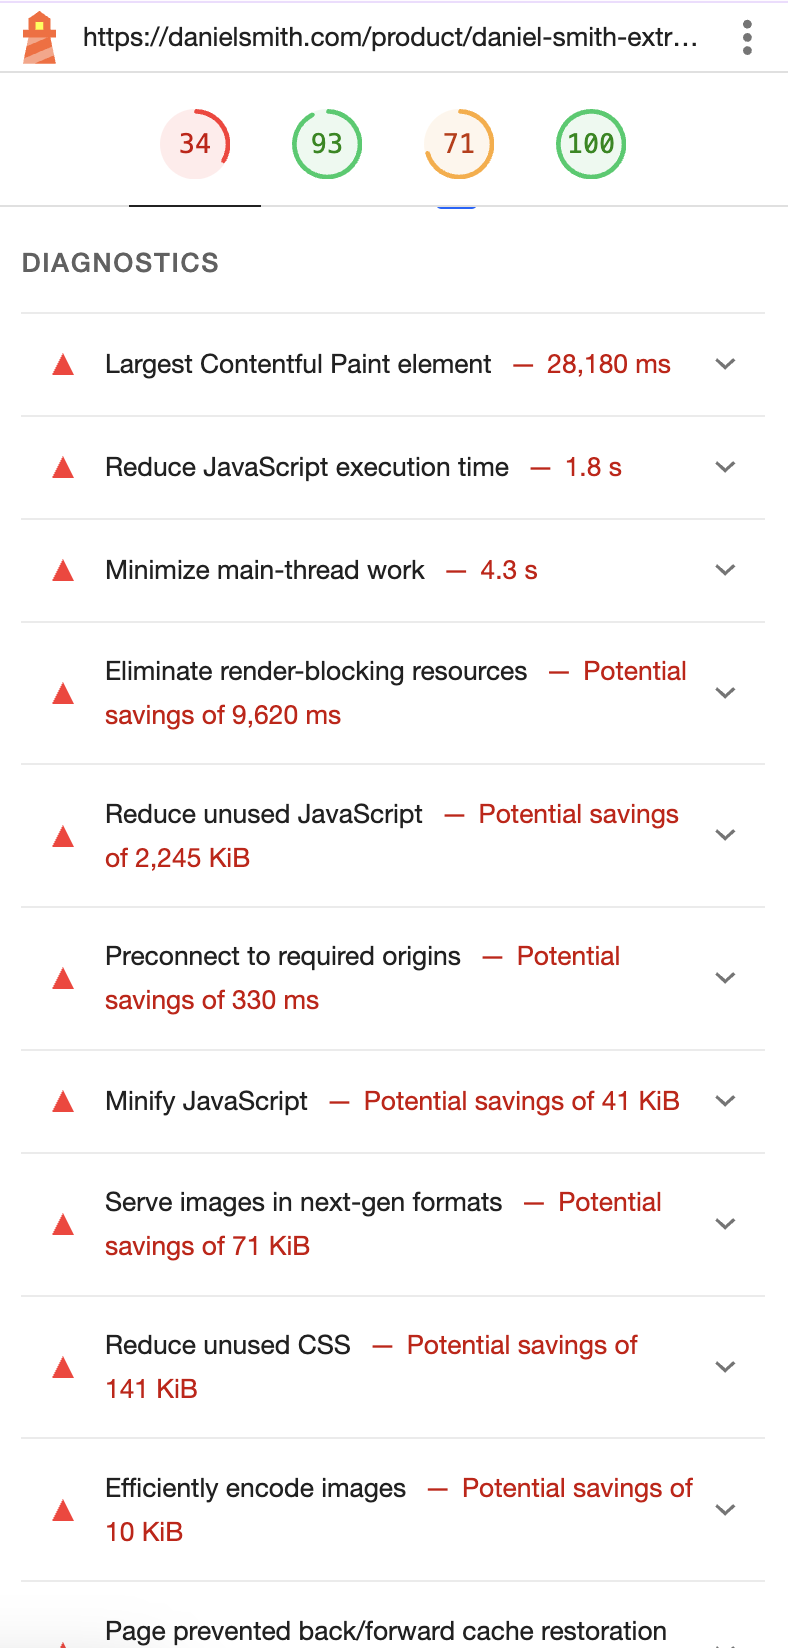 https://danielsmith.com/product/daniel-smith-extr...
34 93 71 100
DIAGNOSTICS
Largest Contentful Paint element — 28,180 ms
Reduce JavaScript execution time — 1.8 s
Minimize main-thread work — 4.3 s
Eliminate render-blocking resources — Potential
savings of 9,620 ms
Reduce unused JavaScript — Potential savings
of 2,245 KiB
Preconnect to required origins — Potential
savings of 330 ms
Minify JavaScript — Potential savings of 41 KiB
Serve images in next-gen formats — Potential
savings of 71 KiB
Reduce unused CSS — Potential savings of
141 KiB
Efficiently encode images — Potential savings of
10 KiB
Page prevented back/forward cache restoration